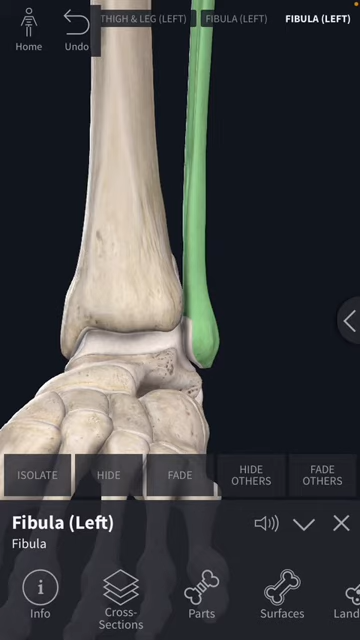 THIGH & LEG (LEFT)
FIBULA (LEFT)
FIBULA (LEFT)
Home
Undo
ISOLATE
HIDE
FADE
HIDE
OTHERS
FADE
OTHERS
Fibula (Left)
Fibula
Info
Cross-
Sections
Parts
Surfaces
Land